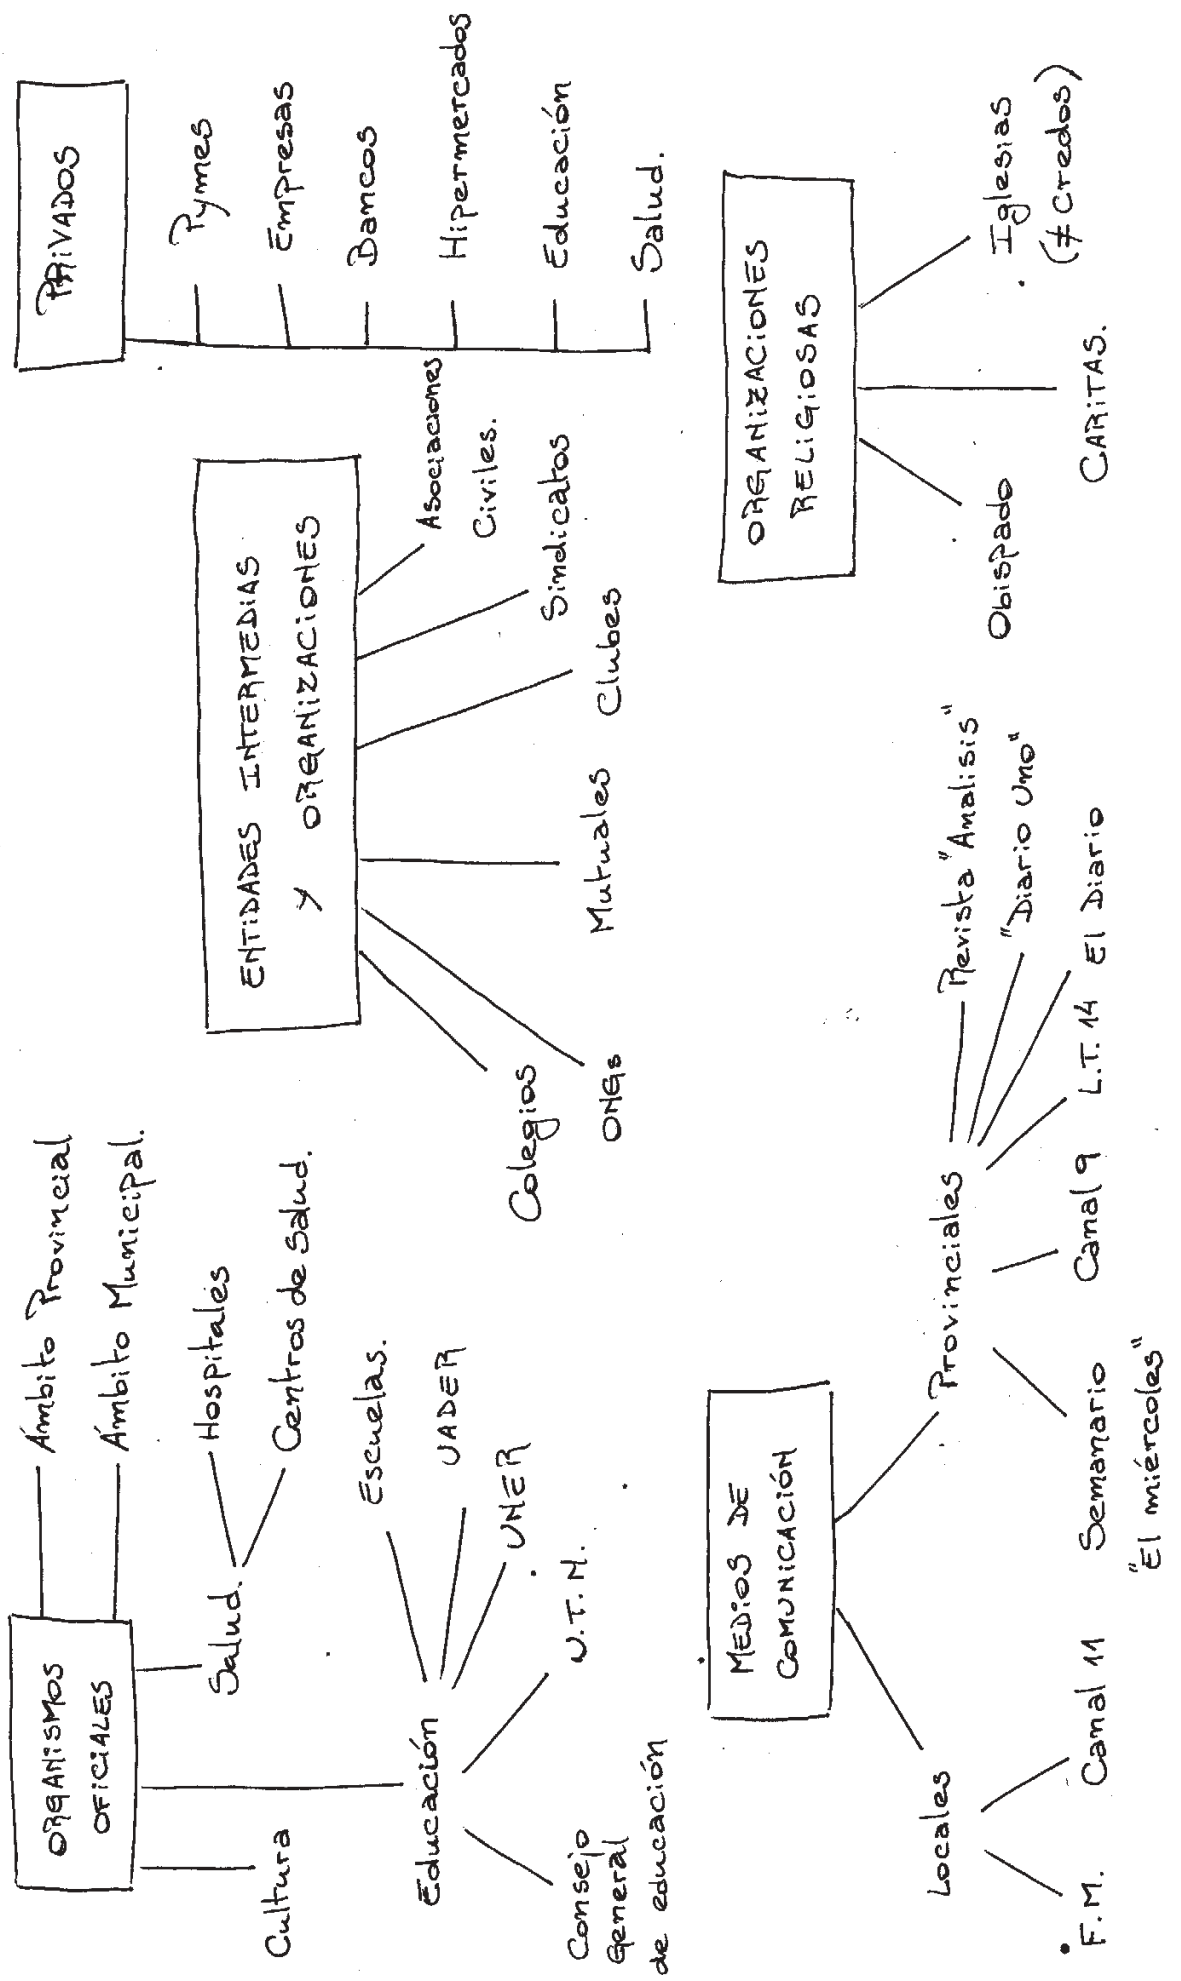 ORGANISMOS
OFICIALES
Ámbito Provincial
Ámbito Municipal.
Salud.
Hospitales
Centros de Salud.
Cultura
Educación
Escuelas.
UADER
UNER
U.T.N.
Consejo
General
de educación
ENTIDADES INTERMEDIAS
Y ORGANIZACIONES
Colegios
ONGs
Mutuales
Clubes
Sindicatos
Asociaciones
Civiles.
PRIVADOS
Pymes
Empresas
Bancos
Hipermercados
Educación
Salud.
MEDIOS DE
COMUNICACIÓN
Locales
F.M.
Canal 11
Provinciales
Semanario
"El miércoles"
Canal 9
L.T. 14
El Diario
"Diario Uno"
Revista "Analisis"
ORGANIZACIONES
RELIGIOSAS
Obispado
CARITAS.
Iglesias
(≠ credos)